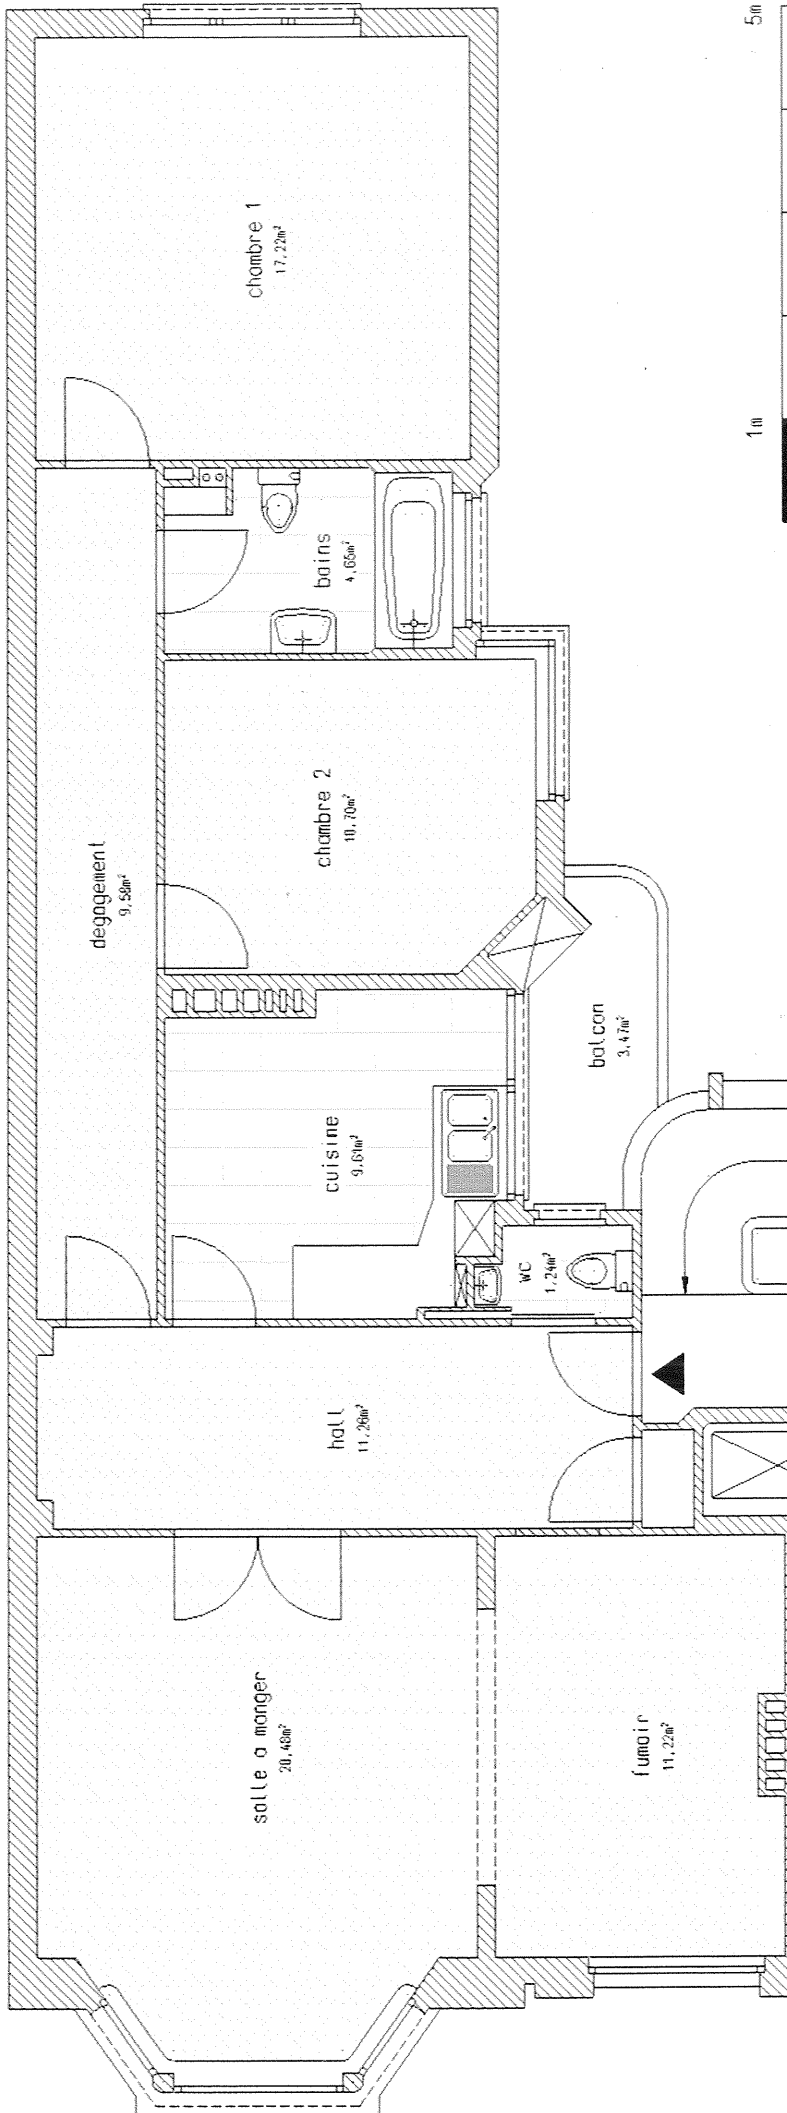 5m
1m
chambre 1
17,22m²
bains
4,65m²
degagement
9,58m²
chambre 2
10,70m²
balcon
3,47m²
cuisine
9,61m²
WC
1,24m²
hall
11,26m²
salle a manger
20,48m²
fumoir
11,22m²